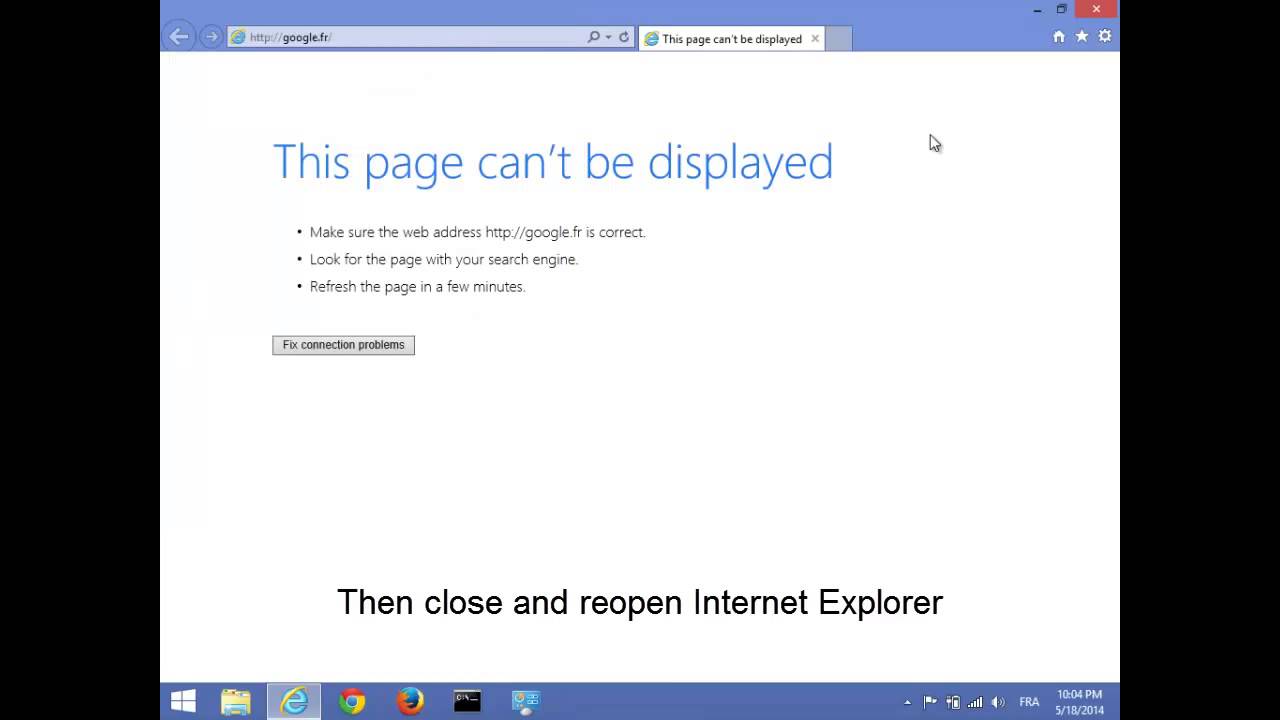 http://google.fr/
This page can't be displayed
This page can't be displayed
• Make sure the web address http://google.fr is correct.
• Look for the page with your search engine.
• Refresh the page in a few minutes.
Fix connection problems
Then close and reopen Internet Explorer
FRA
10:04 PM
5/18/2014